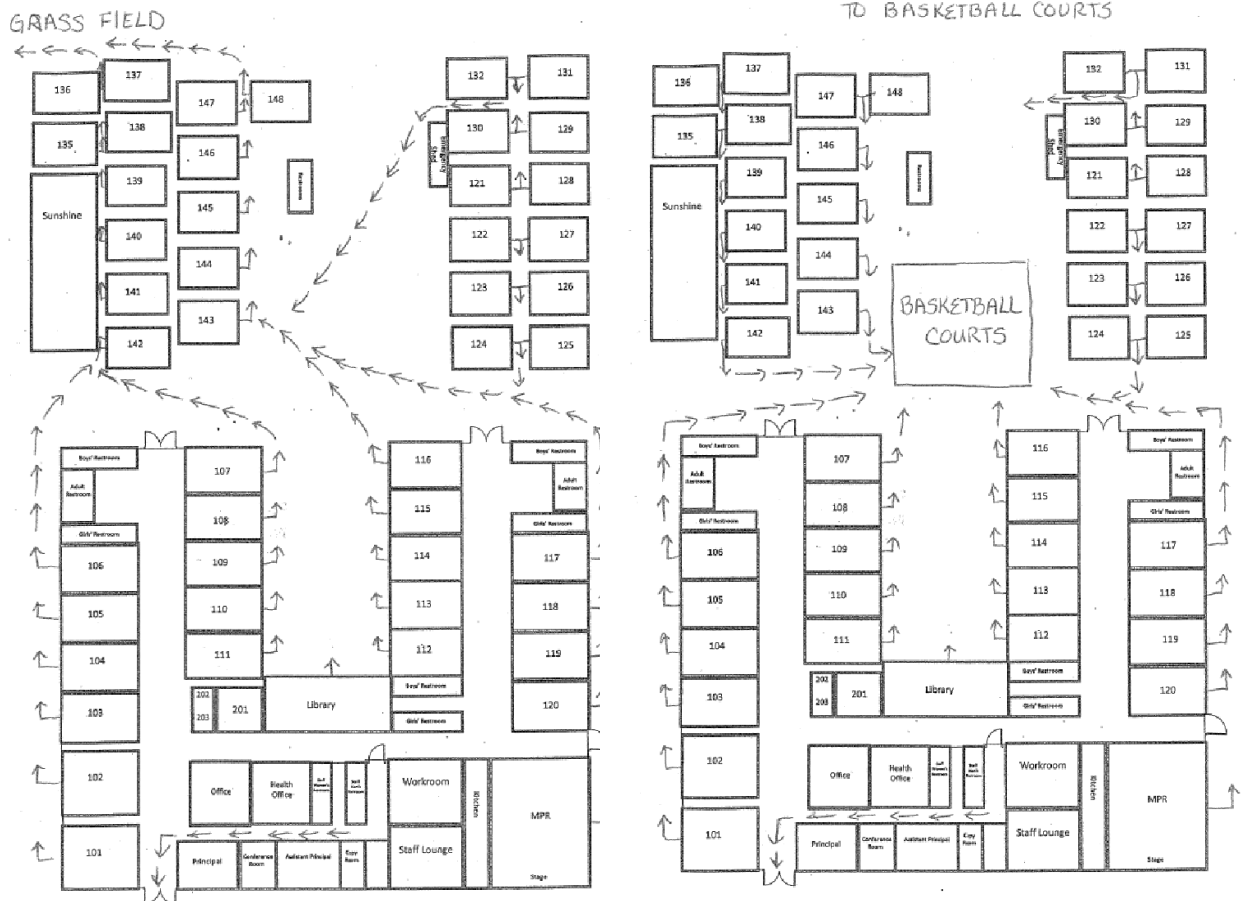 GRASS FIELD
137
136
147
148
138
135
146
139
Restrooms
Sunshine
145
140
144
141
143
142
132
131
130
129
Emergency Shed
121
128
122
127
123
126
124
125
Boys' Restroom
107
116
Boys' Restroom
Adult Restroom
Adult Restroom
108
115
Girls' Restroom
Girls' Restroom
106
109
114
117
105
110
113
118
104
111
112
119
Boys' Restroom
103
202
203
201
Library
120
Girls' Restroom
102
Office
Health Office
Workroom
Kitchen
MPR
101
Principal
Conference Room
Assistant Principal
Copy Room
Staff Lounge
Stage
TO BASKETBALL COURTS
137
136
147
148
138
135
146
139
Restrooms
Sunshine
145
140
144
141
143
142
BASKETBALL
COURTS
132
131
130
129
Emergency Shed
121
128
122
127
123
126
124
125
Boys' Restroom
107
116
Boys' Restroom
Adult Restroom
Adult Restroom
108
115
Girls' Restroom
Girls' Restroom
106
109
114
117
105
110
113
118
104
111
112
119
Boys' Restroom
103
202
203
201
Library
120
Girls' Restroom
102
Office
Health Office
Workroom
Kitchen
MPR
101
Principal
Conference Room
Assistant Principal
Copy Room
Staff Lounge
Stage